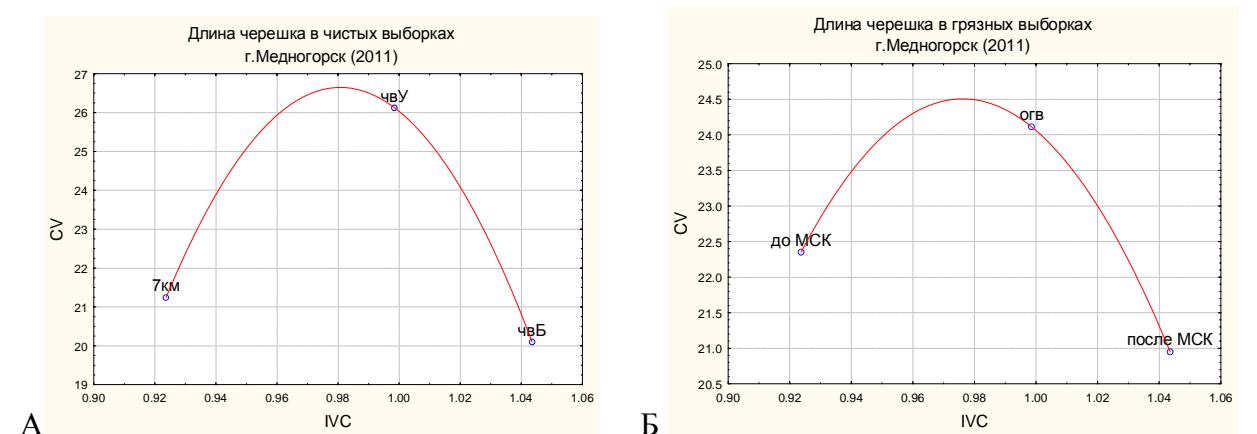 Длина черешка в чистых выборках
г.Медногорск (2011)
27
26
25
24
23
22
21
20
19
CV
чвУ
7км
чвБ
0.90 0.92 0.94 0.96 0.98 1.00 1.02 1.04 1.06
IVC
А
Длина черешка в грязных выборках
г.Медногорск (2011)
25.0
24.5
24.0
23.5
23.0
22.5
22.0
21.5
21.0
20.5
CV
огв
до МСК
после МСК
0.90 0.92 0.94 0.96 0.98 1.00 1.02 1.04 1.06
IVC
Б